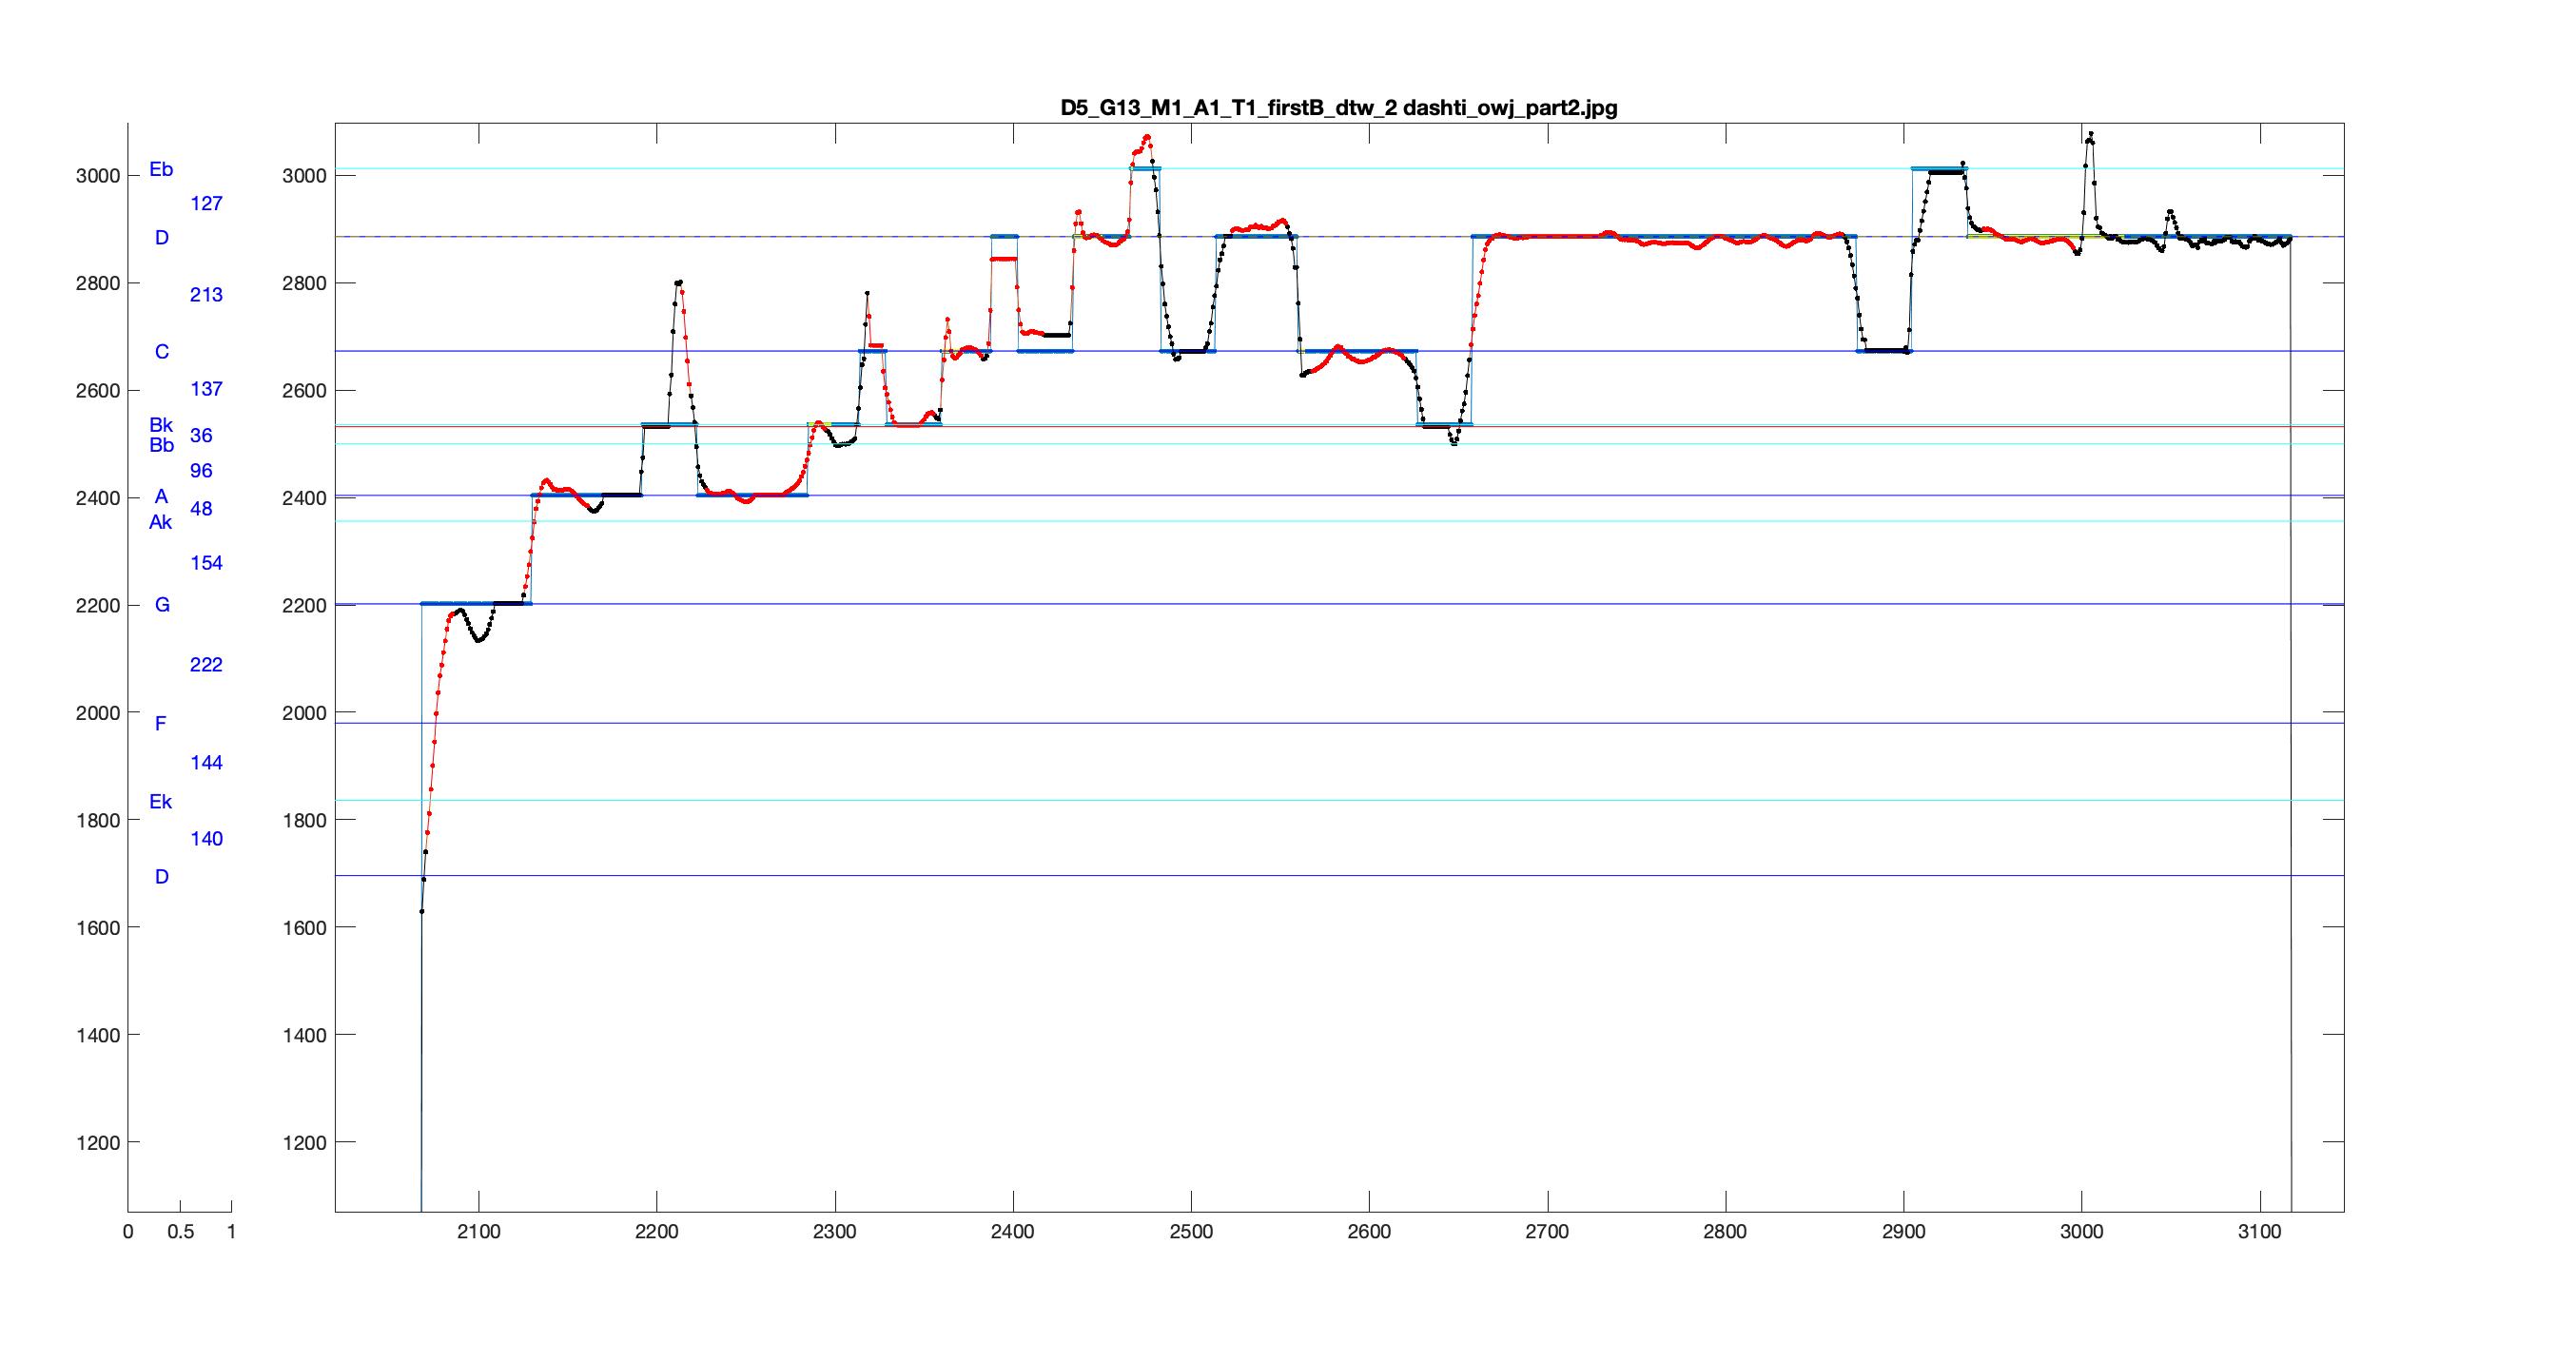 D5_G13_M1_A1_T1_firstB_dtw_2 dashti_owj_part2.jpg
3000 Eb 3000
127
D
2800 213 2800
C
2600 137 2600
Bk
36
Bb
96
2400 A 2400
48
Ak
154
2200 G 2200
222
2000 F 2000
144
Ek
1800 140 1800
D
1600 1600
1400 1400
1200 1200
0 0.5 1 2100 2200 2300 2400 2500 2600 2700 2800 2900 3000 3100